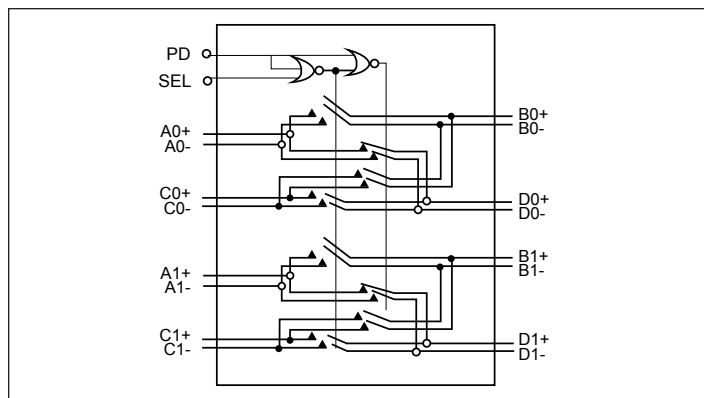 PD
SEL
A0+
A0-
C0+
C0-
B0+
B0-
D0+
D0-
A1+
A1-
C1+
C1-
B1+
B1-
D1+
D1-